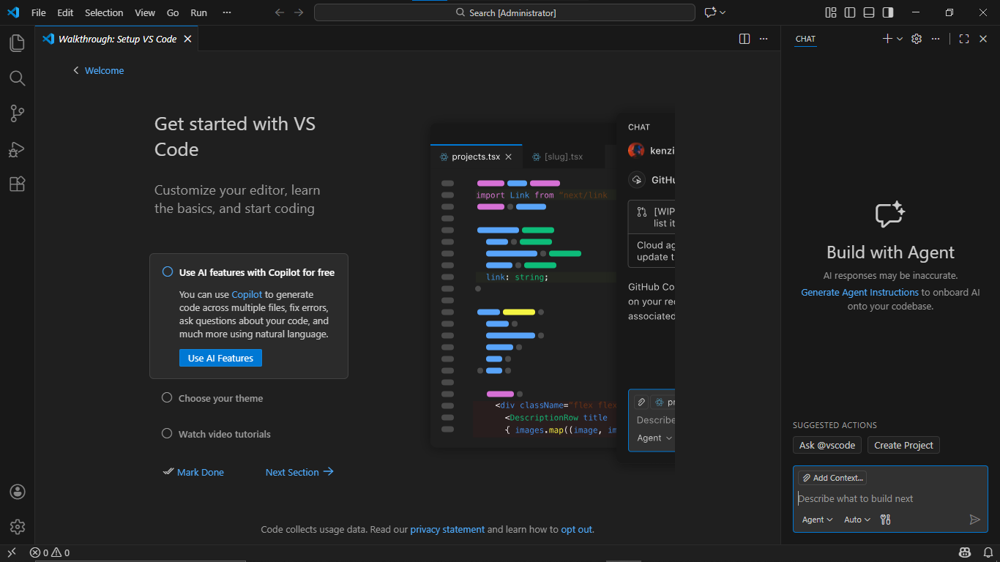 File Edit Selection View Go Run ···
Search [Administrator]
Walkthrough: Setup VS Code
Welcome
Get started with VS
Code
Customize your editor, learn
the basics, and start coding
Use AI features with Copilot for free
You can use Copilot to generate
code across multiple files, fix errors,
ask questions about your code, and
much more using natural language.
Use AI Features
Choose your theme
Watch video tutorials
Mark Done
Next Section
projects.tsx
[slug].tsx
import Link from "next/link
link: string;
<div className="flex flex
<DescriptionRow title
{ images.map((image, im
CHAT
kenzi
GitHu
[WIP
list it
Cloud ag
update t
GitHub Co
on your rec
associated
pr
Describe
Agent
Code collects usage data. Read our privacy statement and learn how to opt out.
CHAT
Build with Agent
AI responses may be inaccurate.
Generate Agent Instructions to onboard AI
onto your codebase.
SUGGESTED ACTIONS
Ask @vscode
Create Project
Add Context...
Describe what to build next
Agent Auto
0 0